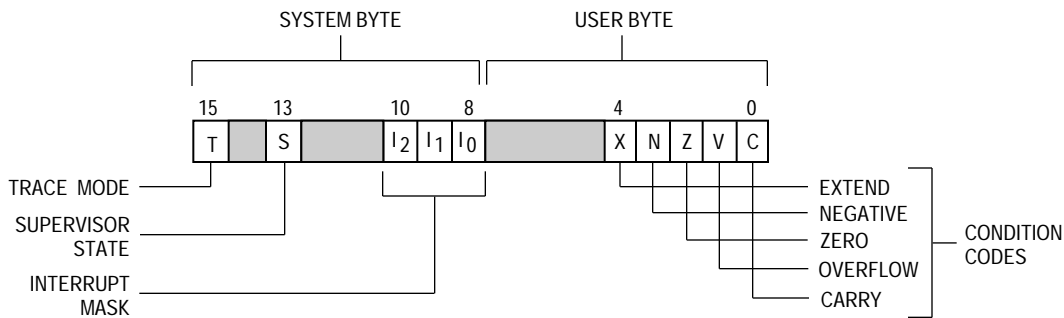 SYSTEM BYTE USER BYTE
15 13 10 8 4 0
T S I2 I1 I0 X N Z V C
TRACE MODE
SUPERVISOR
STATE
INTERRUPT
MASK
EXTEND
NEGATIVE
ZERO
OVERFLOW
CARRY
CONDITION
CODES